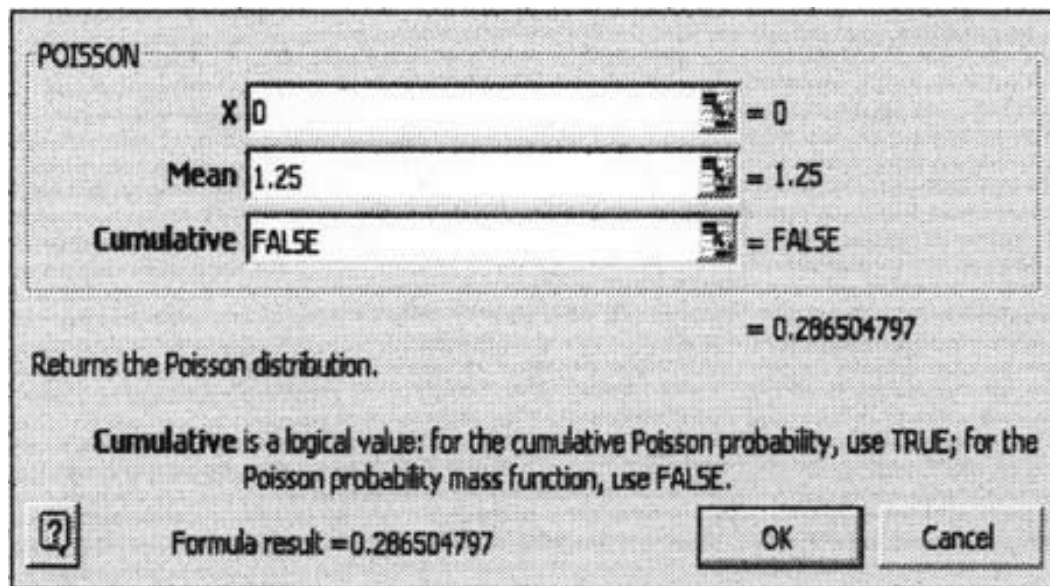 POISSON
X 0 = 0
Mean 1.25 = 1.25
Cumulative FALSE = FALSE
= 0.286504797
Returns the Poisson distribution.
Cumulative is a logical value: for the cumulative Poisson probability, use TRUE; for the
Poisson probability mass function, use FALSE.
? Formula result =0.286504797 OK Cancel